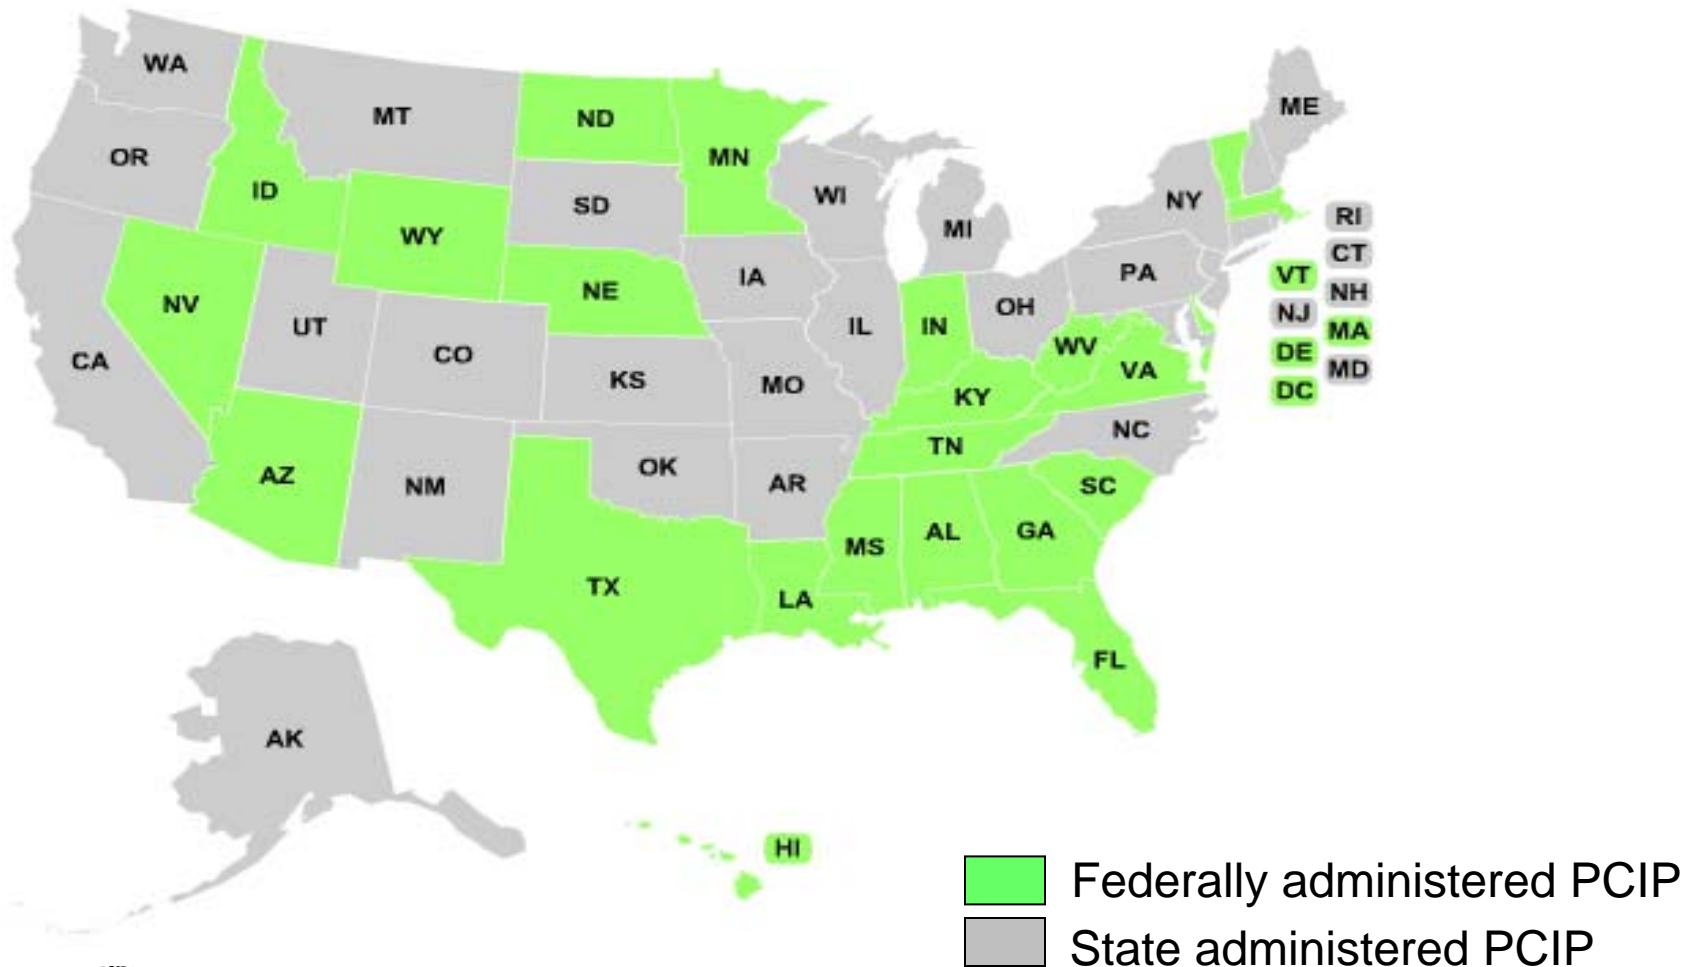 WA
MT
ND
MN
ME
OR
ID
WY
SD
WI
MI
NY
RI
CT
VT
NH
NJ
MA
DE
MD
DC
NV
UT
CA
CO
NE
IA
IL
IN
OH
PA
WV
VA
KS
MO
KY
NC
TN
AZ
NM
OK
AR
SC
MS
AL
GA
TX
LA
FL
AK
HI
Federally administered PCIP
State administered PCIP